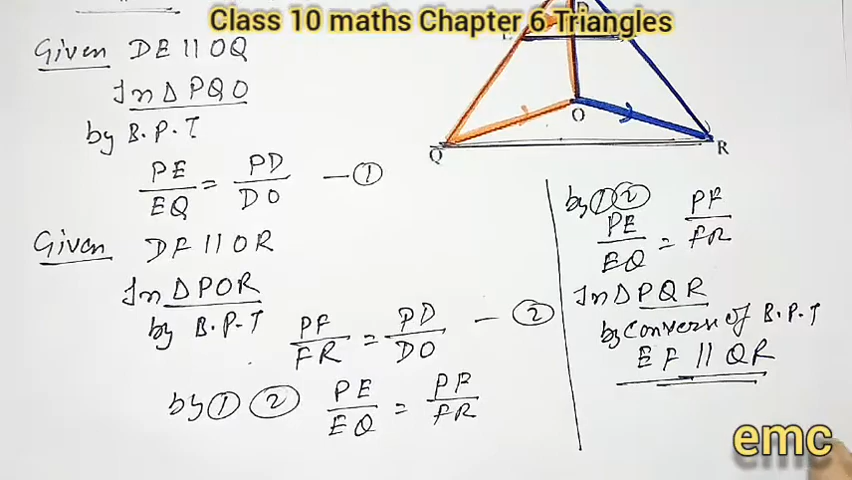 Class 10 maths Chapter 6 Triangles
D
O
Q
R
Given DE || OQ
In Δ PQO
by B.P.T
PE/EQ = PD/DO — ①
Given DF || OR
In Δ POR
by B.P.T PF/FR = PD/DO — ②
by ① ② PE/EQ = PF/FR
by ① ②
PE/EQ = PF/FR
In Δ PQR
by Convers of B.P.T
EF || QR
emc